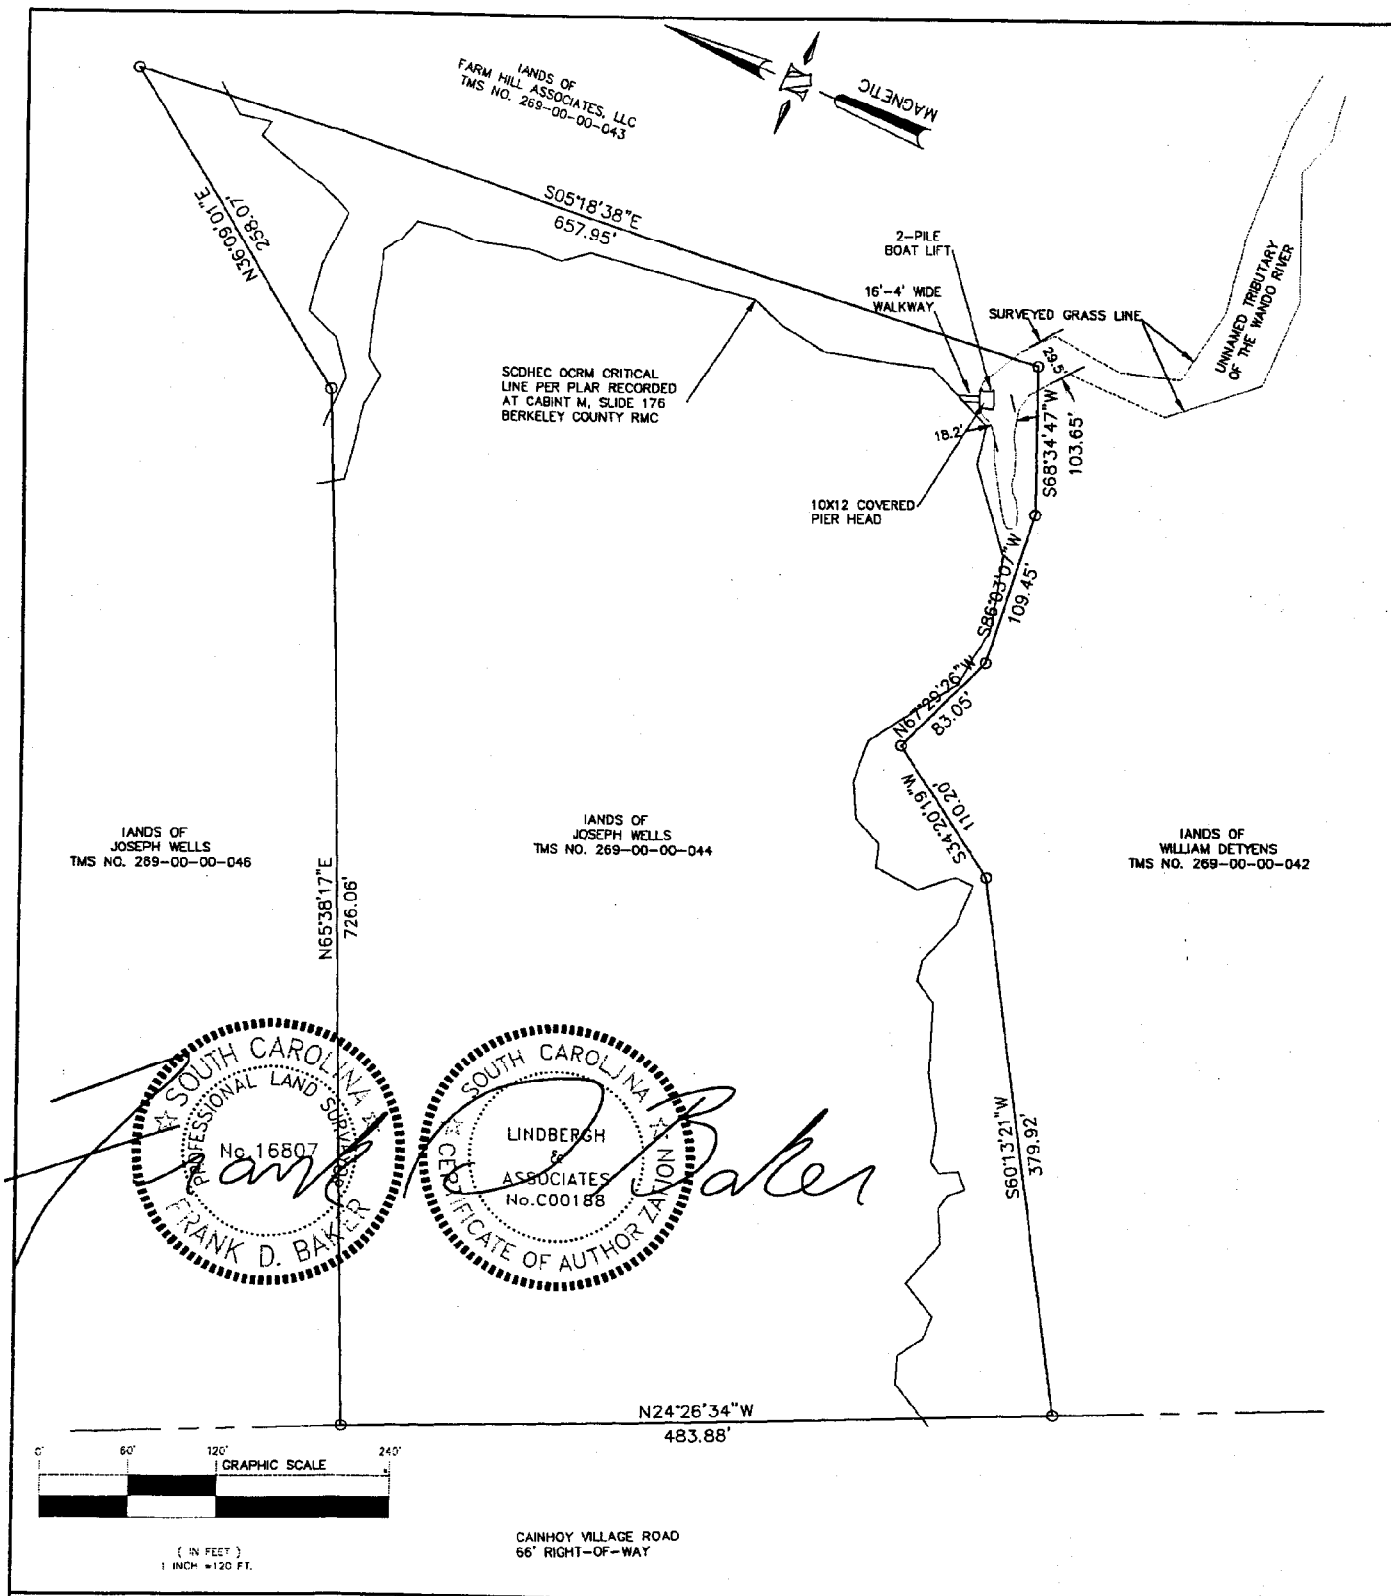 LANDS OF
FARM HILL ASSOCIATES, LLC
TMS NO. 269-00-00-043
MAGNETIC
N36°09'01"E
258.07'
S05°18'38"E
657.95'
2-PILE
BOAT LIFT
16'-4' WIDE
WALKWAY
SURVEYED GRASS LINE
UNNAMED TRIBUTARY
OF THE WANDO RIVER
29.5'
SCDHEC OCRM CRITICAL
LINE PER PLAR RECORDED
AT CABINT M, SLIDE 176
BERKELEY COUNTY RMC
18.2'
S68°34'47"W
103.65'
10X12 COVERED
PIER HEAD
S86°03'07"W
109.45'
N67°29'26"W
83.05'
S34°20'19"W
110.20'
LANDS OF
JOSEPH WELLS
TMS NO. 269-00-00-046
LANDS OF
JOSEPH WELLS
TMS NO. 269-00-00-044
LANDS OF
WILLIAM DETYENS
TMS NO. 269-00-00-042
N65°38'17"E
726.06'
S60°13'21"W
379.92'
SOUTH CAROLINA
PROFESSIONAL LAND SURVEYOR
No. 16807
FRANK D. BAKER
SOUTH CAROLINA
LINDBERGH
&
ASSOCIATES
No.C00188
CERTIFICATE OF AUTHORIZATION
Frank D Baker
N24°26'34"W
483.88'
0' 60' 120' 240'
GRAPHIC SCALE
( IN FEET )
1 INCH = 120 FT.
CAINHOY VILLAGE ROAD
66' RIGHT-OF-WAY